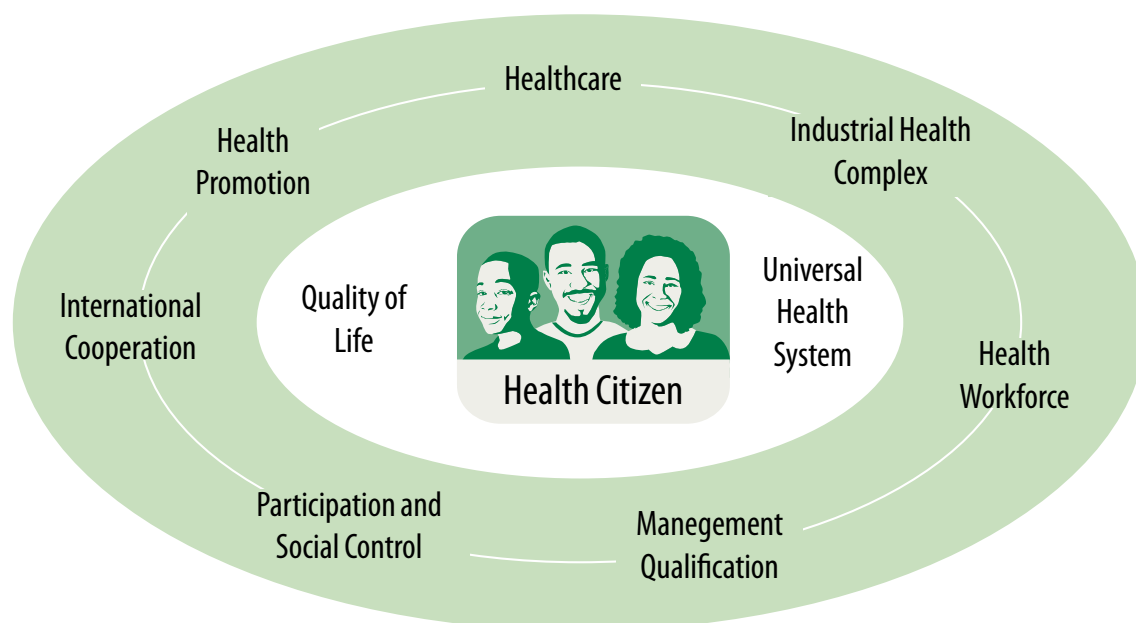 Healthcare
Industrial Health
Complex
Health
Promotion
International
Cooperation
Quality of
Life
Health Citizen
Universal
Health
System
Health
Workforce
Participation and
Social Control
Manegement
Qualification